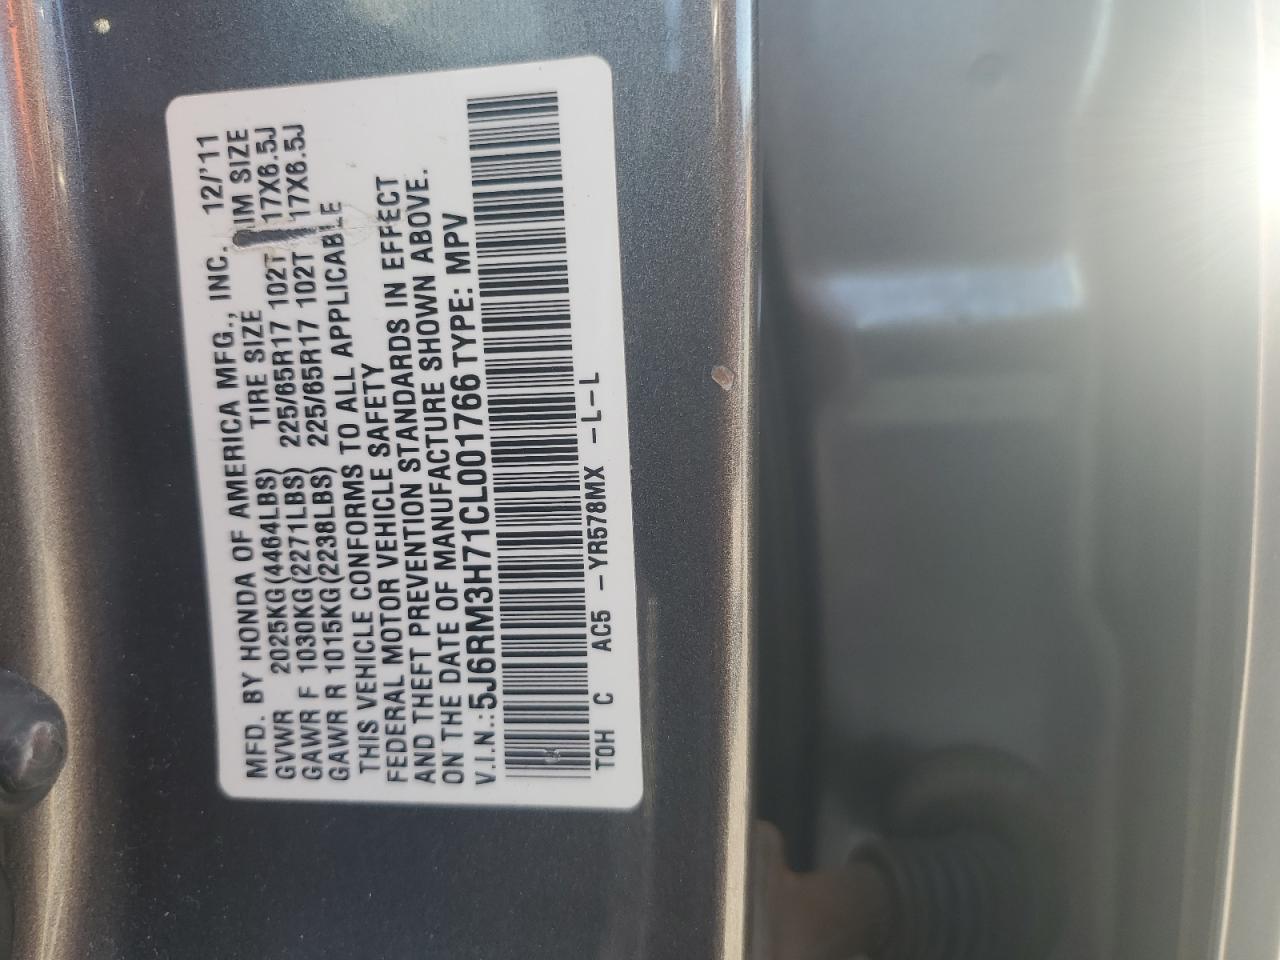 MFD. BY HONDA OF AMERICA MFG., INC. 12/'11
GVWR 2025KG(4464LBS) TIRE SIZE SIZE
GAWR F 1030KG(2271LBS) 225/65R17 102T 17X6.5J
GAWR R 1015KG(2238LBS) 225/65R17 102T 17X6.5J
THIS VEHICLE CONFORMS TO ALL APPLICABLE
FEDERAL MOTOR VEHICLE SAFETY
AND THEFT PREVENTION STANDARDS IN EFFECT
ON THE DATE OF MANUFACTURE SHOWN ABOVE.
V.I.N.:5J6RM3H71CL001766 TYPE: MPV
TOH C AC5 -YR578MX -L-L